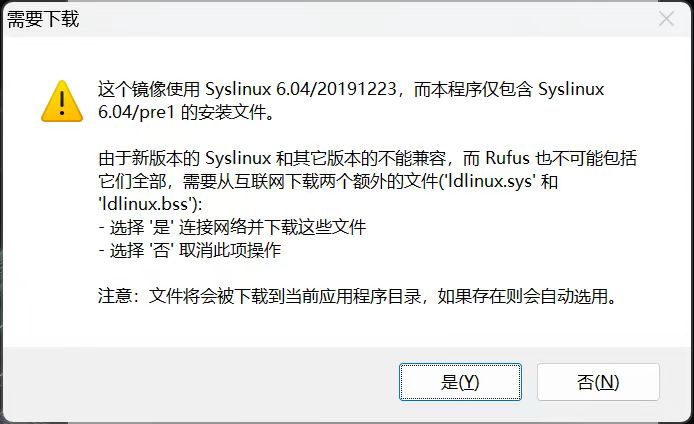 需要下载
这个镜像使用 Syslinux 6.04/20191223，而本程序仅包含 Syslinux
6.04/pre1 的安装文件。
由于新版本的 Syslinux 和其它版本的不能兼容，而 Rufus 也不可能包括
它们全部，需要从互联网下载两个额外的文件('ldlinux.sys' 和
'ldlinux.bss'):
- 选择 '是' 连接网络并下载这些文件
- 选择 '否' 取消此项操作
注意：文件将会被下载到当前应用程序目录，如果存在则会自动选用。
是(Y)
否(N)